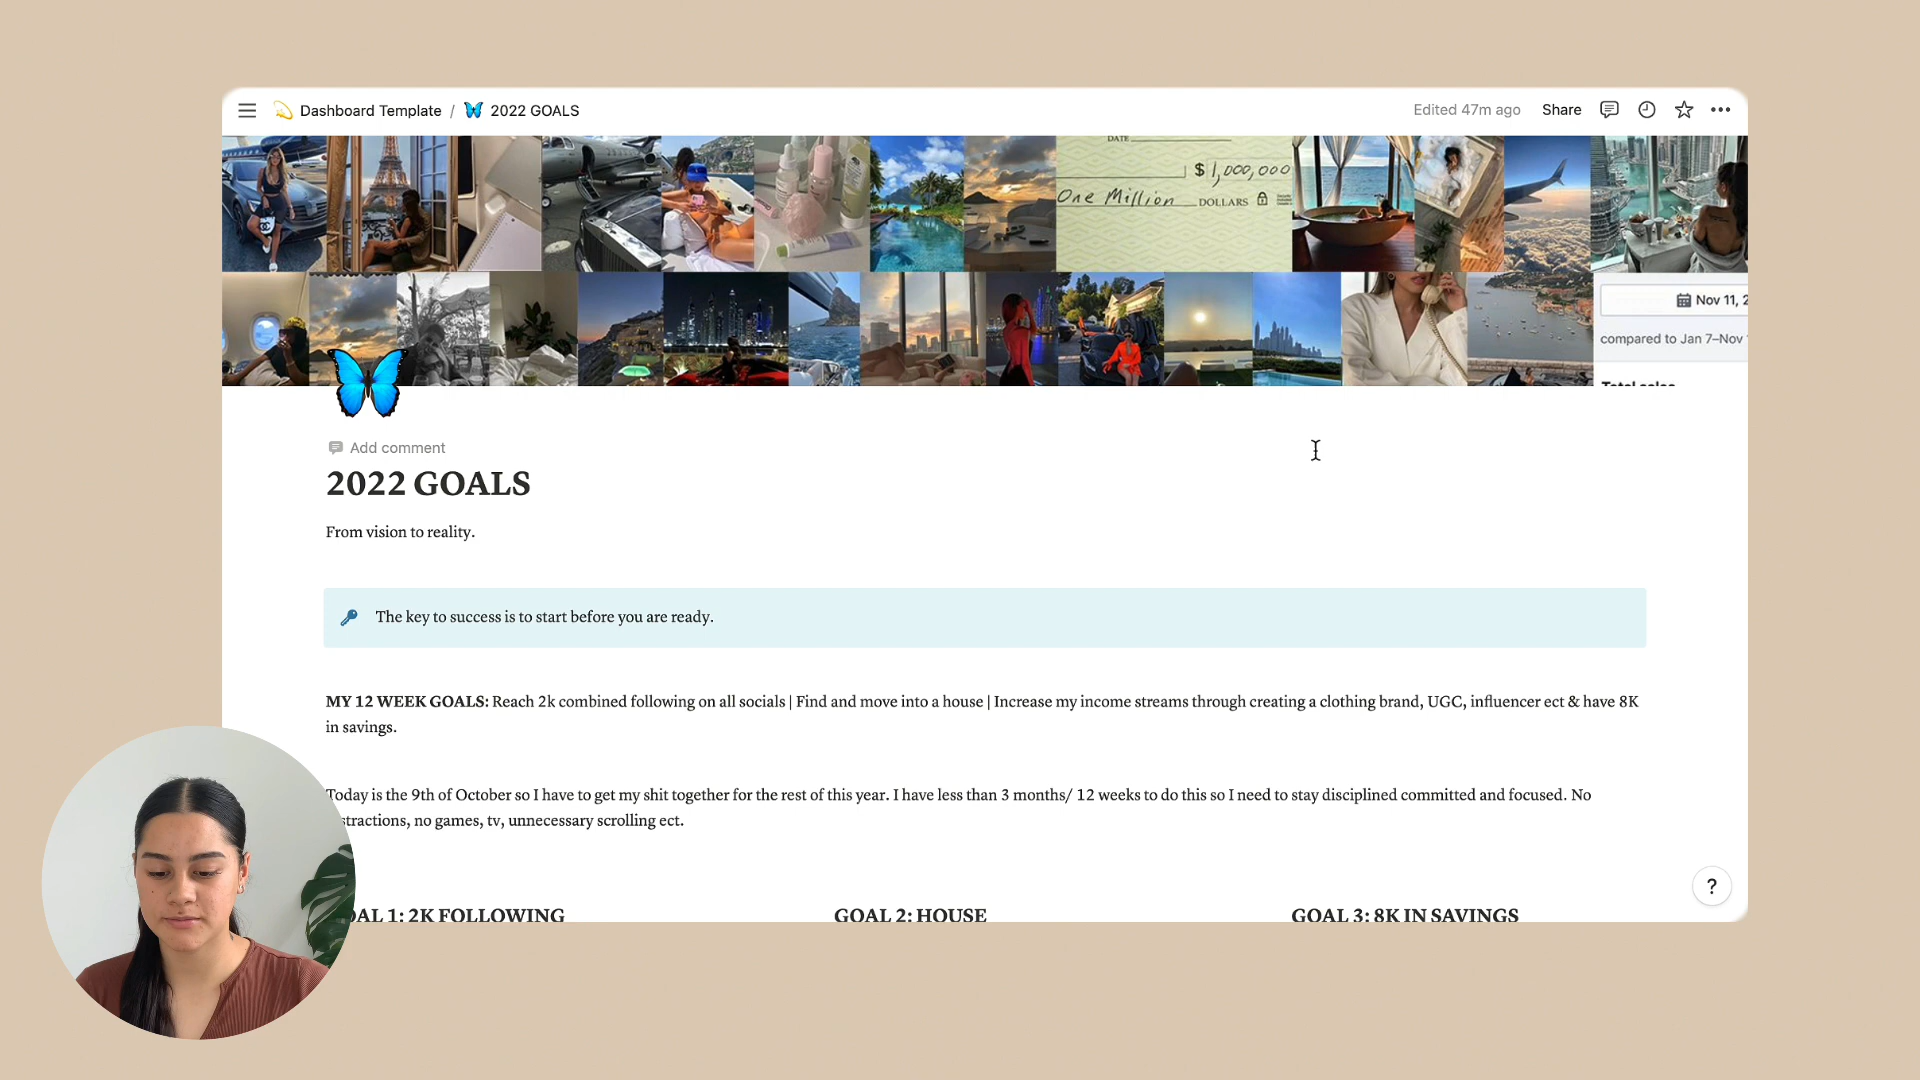 Dashboard Template / 2022 GOALS
Edited 47m ago Share
DATE
$ 1,000,000
One Million DOLLARS
Nov 11, 2
compared to Jan 7–Nov
Add comment
2022 GOALS
From vision to reality.
The key to success is to start before you are ready.
MY 12 WEEK GOALS: Reach 2k combined following on all socials | Find and move into a house | Increase my income streams through creating a clothing brand, UGC, influencer ect & have 8K
in savings.
Today is the 9th of October so I have to get my shit together for the rest of this year. I have less than 3 months/ 12 weeks to do this so I need to stay disciplined committed and focused. No
stractions, no games, tv, unnecessary scrolling ect.
?
OAL 1: 2K FOLLOWING
GOAL 2: HOUSE
GOAL 3: 8K IN SAVINGS